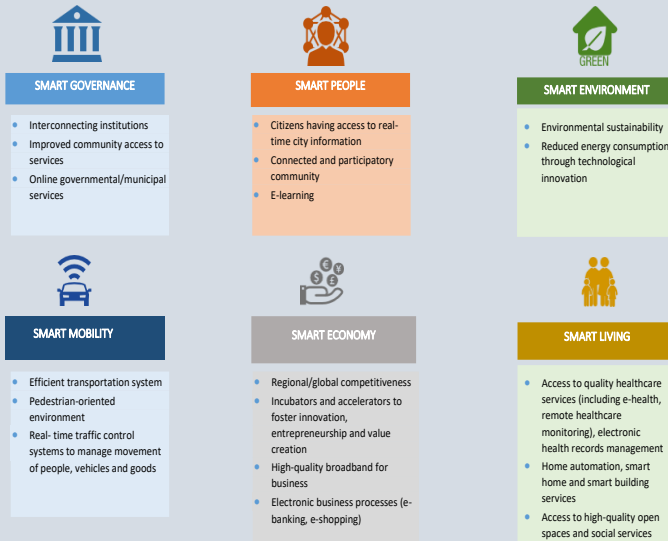 GREEN
SMART GOVERNANCE
Interconnecting institutions
Improved community access to
services
Online governmental/municipal
services
SMART PEOPLE
Citizens having access to real-
time city information
Connected and participatory
community
E-learning
SMART ENVIRONMENT
Environmental sustainability
Reduced energy consumption
through technological
innovation
€
¥
$
£
SMART MOBILITY
Efficient transportation system
Pedestrian-oriented
environment
Real- time traffic control
systems to manage movement
of people, vehicles and goods
SMART ECONOMY
Regional/global competitiveness
Incubators and accelerators to
foster innovation,
entrepreneurship and value
creation
High-quality broadband for
business
Electronic business processes (e-
banking, e-shopping)
SMART LIVING
Access to quality healthcare
services (including e-health,
remote healthcare
monitoring), electronic
health records management
Home automation, smart
home and smart building
services
Access to high-quality open
spaces and social services